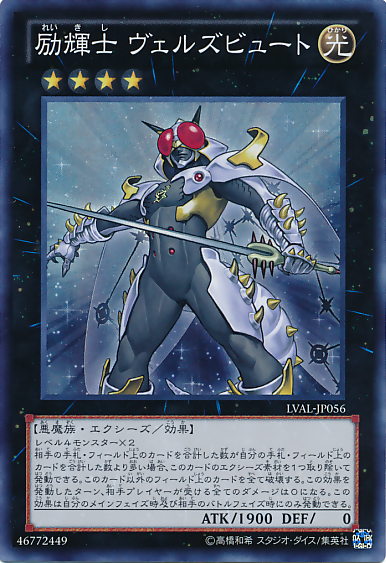 励輝士 ヴェルズビュート
れいきし
光
ひかり
LVAL-JP056
【悪魔族・エクシーズ／効果】
レベル4モンスター×2
相手の手札・フィールド上のカードを合計した数が自分の手札・フィールド上の
カードを合計した数より多い場合、このカードのエクシーズ素材を1つ取り除いて
発動できる。このカード以外のフィールド上のカードを全て破壊する。この効果を
発動したターン、相手プレイヤーが受ける全てのダメージは0になる。この
効果は自分のメインフェイズ時及び相手のバトルフェイズ時にのみ発動できる。
ATK/1900 DEF/ 0
46772449
©高橋和希 スタジオ・ダイス/集英社